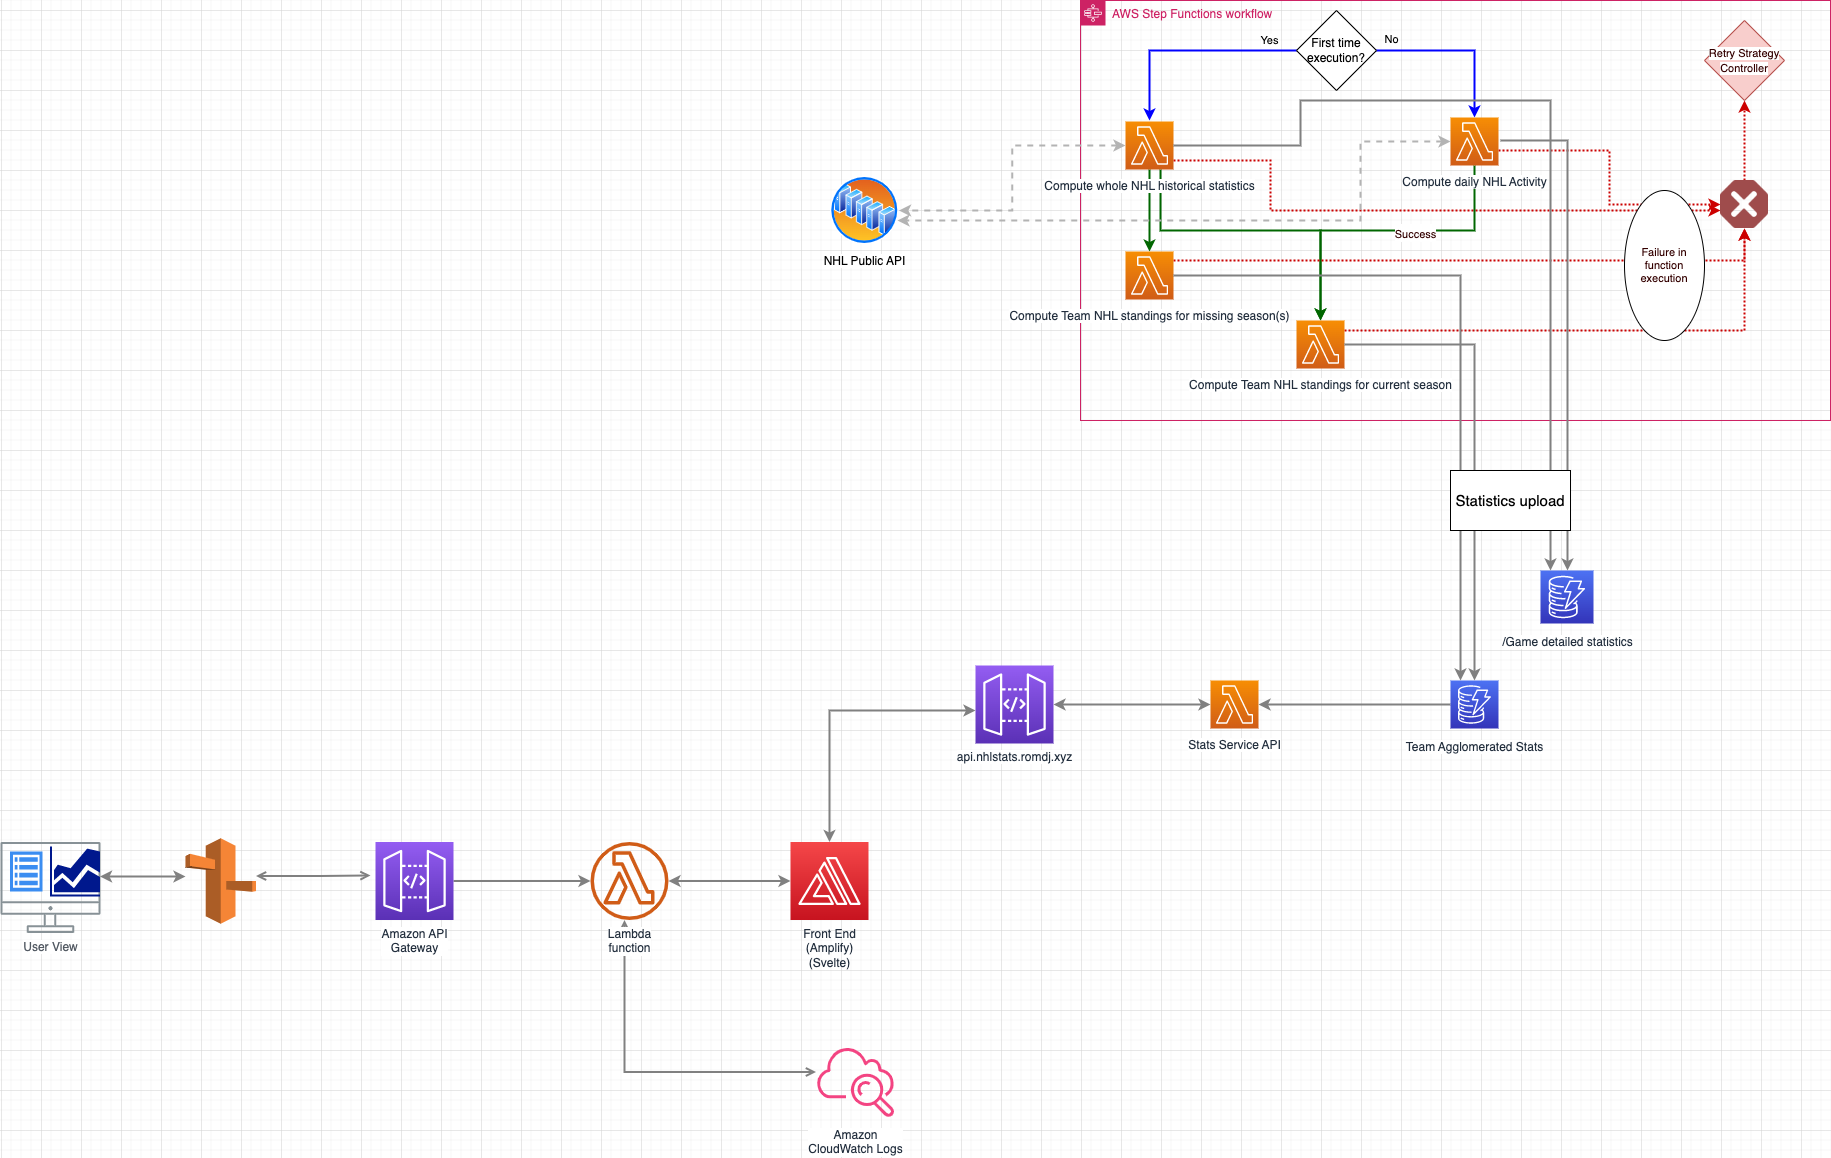 AWS Step Functions workflow
Yes
First time
execution?
No
Retry Strategy
Controller
Compute whole NHL historical statistics
Compute daily NHL Activity
NHL Public API
Success
Failure in
function
execution
Compute Team NHL standings for missing season(s)
Compute Team NHL standings for current season
Statistics upload
/Game detailed statistics
api.nhlstats.romdj.xyz
Stats Service API
Team Agglomerated Stats
User View
Amazon API
Gateway
Lambda
function
Front End
(Amplify)
(Svelte)
Amazon
CloudWatch Logs